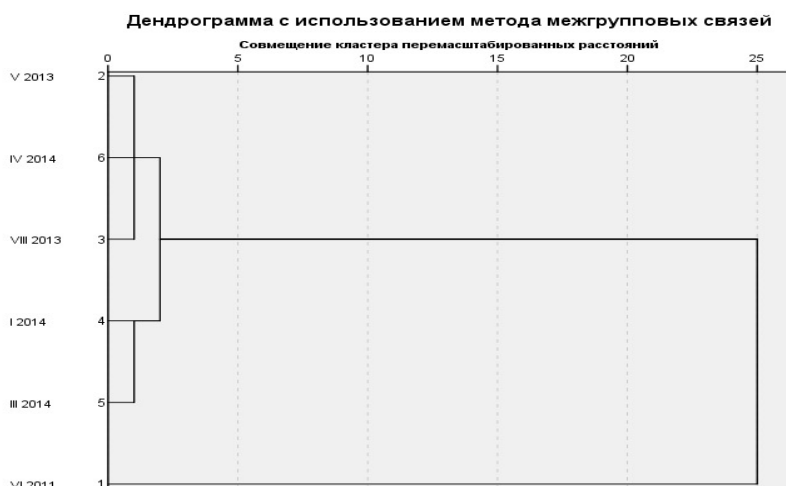 Дендрограмма с использованием метода межгрупповых связей
Совмещение кластера перемасштабированных расстояний
0 5 10 15 20 25
V 2013 2
IV 2014 6
VIII 2013 3
I 2014 4
III 2014 5
VI 2011 1